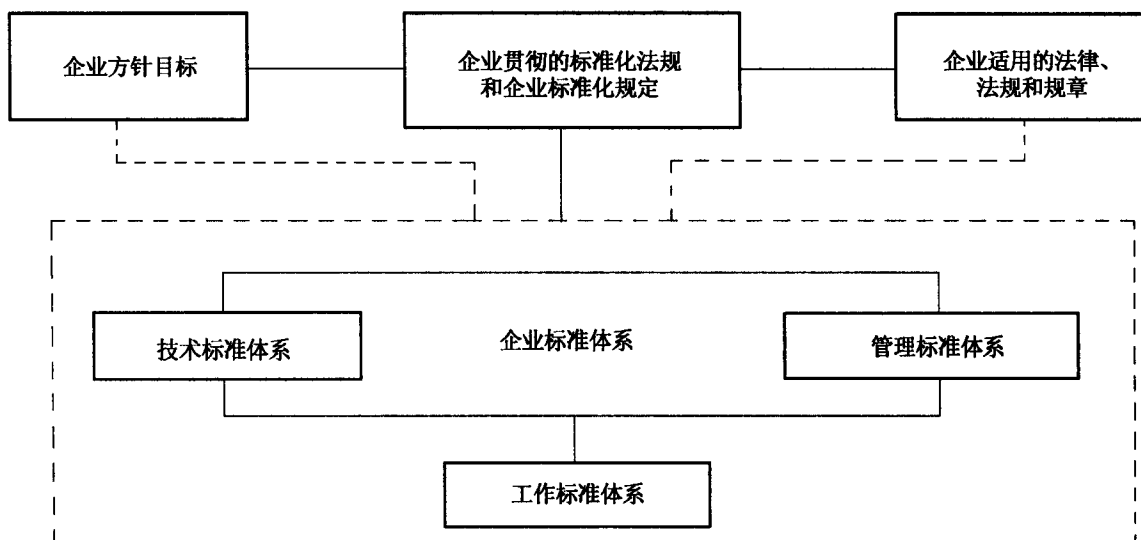 企业方针目标
企业贯彻的标准化法规
和企业标准化规定
企业适用的法律、
法规和规章
技术标准体系
企业标准体系
管理标准体系
工作标准体系